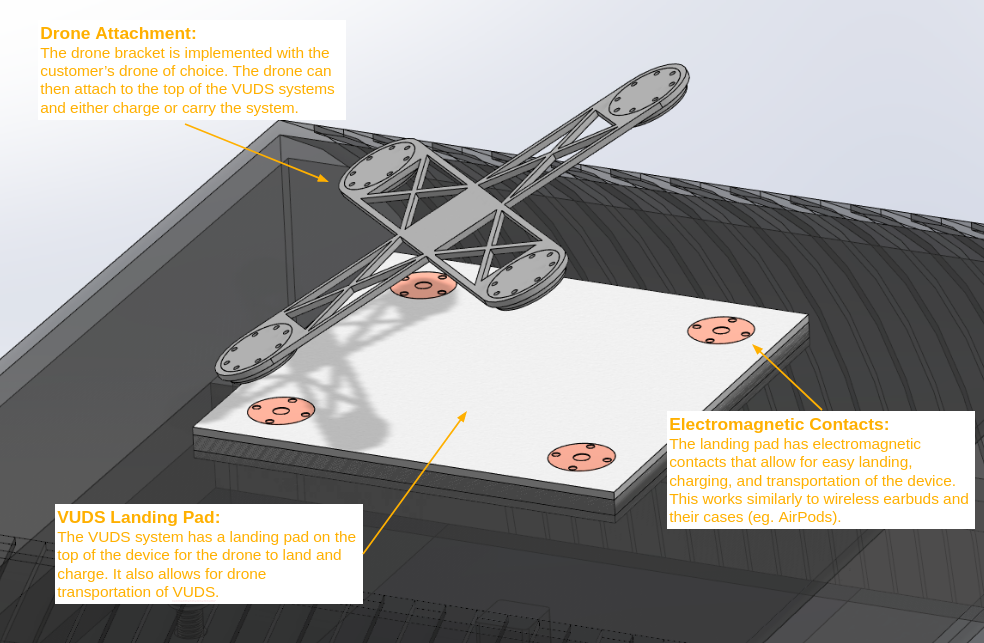 Drone Attachment:
The drone bracket is implemented with the
customer's drone of choice. The drone can
then attach to the top of the VUDS systems
and either charge or carry the system.
Electromagnetic Contacts:
The landing pad has electromagnetic
contacts that allow for easy landing,
charging, and transportation of the device.
This works similarly to wireless earbuds and
their cases (eg. AirPods).
VUDS Landing Pad:
The VUDS system has a landing pad on the
top of the device for the drone to land and
charge. It also allows for drone
transportation of VUDS.